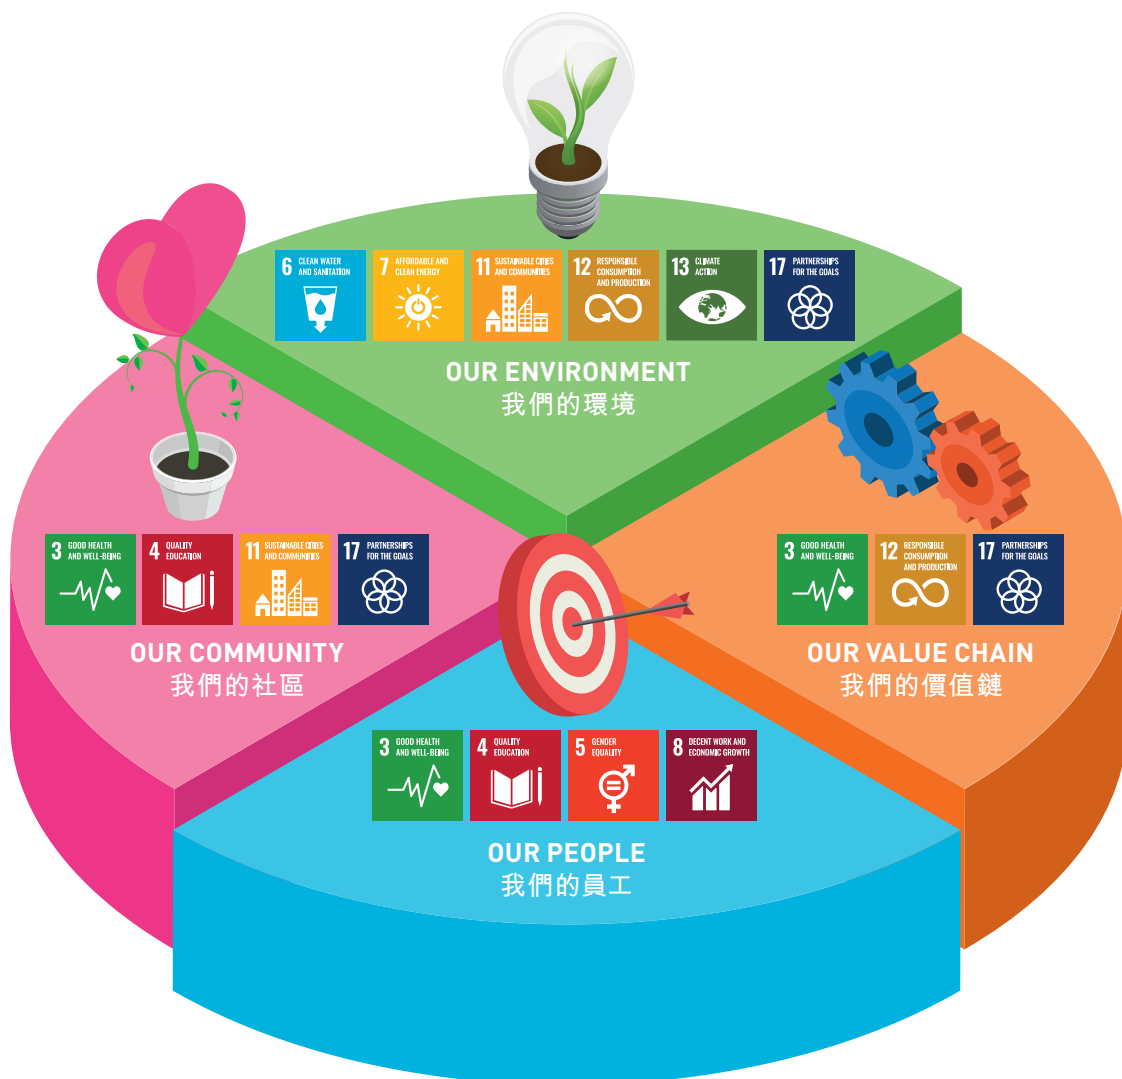 6 CLEAN WATER
AND SANITATION
7 AFFORDABLE AND
CLEAN ENERGY
11 SUSTAINABLE CITIES
AND COMMUNITIES
12 RESPONSIBLE
CONSUMPTION
AND PRODUCTION
13 CLIMATE
ACTION
17 PARTNERSHIPS
FOR THE GOALS
OUR ENVIRONMENT
我們的環境
3 GOOD HEALTH
AND WELL-BEING
4 QUALITY
EDUCATION
11 SUSTAINABLE CITIES
AND COMMUNITIES
17 PARTNERSHIPS
FOR THE GOALS
OUR COMMUNITY
我們的社區
3 GOOD HEALTH
AND WELL-BEING
12 RESPONSIBLE
CONSUMPTION
AND PRODUCTION
17 PARTNERSHIPS
FOR THE GOALS
OUR VALUE CHAIN
我們的價值鏈
3 GOOD HEALTH
AND WELL-BEING
4 QUALITY
EDUCATION
5 GENDER
EQUALITY
8 DECENT WORK AND
ECONOMIC GROWTH
OUR PEOPLE
我們的員工